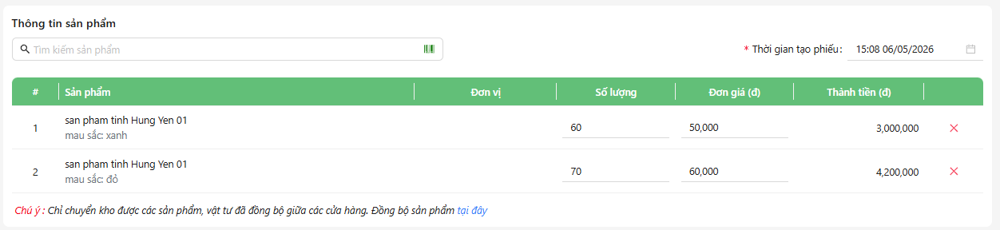 Thông tin sản phẩm
Tìm kiếm sản phẩm
* Thời gian tạo phiếu: 15:08 06/05/2026
# Sản phẩm Đơn vị Số lượng Đơn giá (đ) Thành tiền (đ)
1 san pham tinh Hung Yen 01 60 50,000 3,000,000
mau sắc: xanh
2 san pham tinh Hung Yen 01 70 60,000 4,200,000
mau sắc: đỏ
Chú ý : Chỉ chuyển kho được các sản phẩm, vật tư đã đồng bộ giữa các cửa hàng. Đồng bộ sản phẩm tại đây